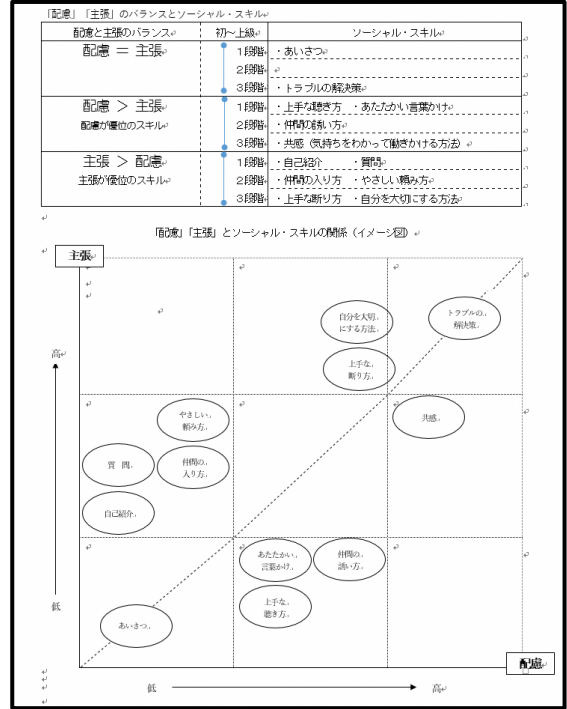 「配慮」「主張」のバランスとソーシャル・スキル
配慮と主張のバランス 初～上級 ソーシャル・スキル
配慮 ＝ 主張 1段階 ・あいさつ
2段階
3段階 ・トラブルの解決策
配慮 ＞ 主張 1段階 ・上手な聴き方 ・あたたかい言葉かけ
配慮が優位のスキル 2段階 ・仲間の誘い方
3段階 ・共感（気持ちをわかって働きかける方法）
主張 ＞ 配慮 1段階 ・自己紹介 ・質問
主張が優位のスキル 2段階 ・仲間の入り方 ・やさしい頼み方
3段階 ・上手な断り方 ・自分を大切にする方法
「配慮」「主張」とソーシャル・スキルの関係（イメージ図）
主張
自分を大切
にする方法
トラブルの
解決策
高
上手な
断り方
やさしい
頼み方
共感
質 問
仲間の
入り方
自己紹介
あたたかい
言葉かけ
仲間の
誘い方
上手な
聴き方
低
あいさつ
配慮
低 高